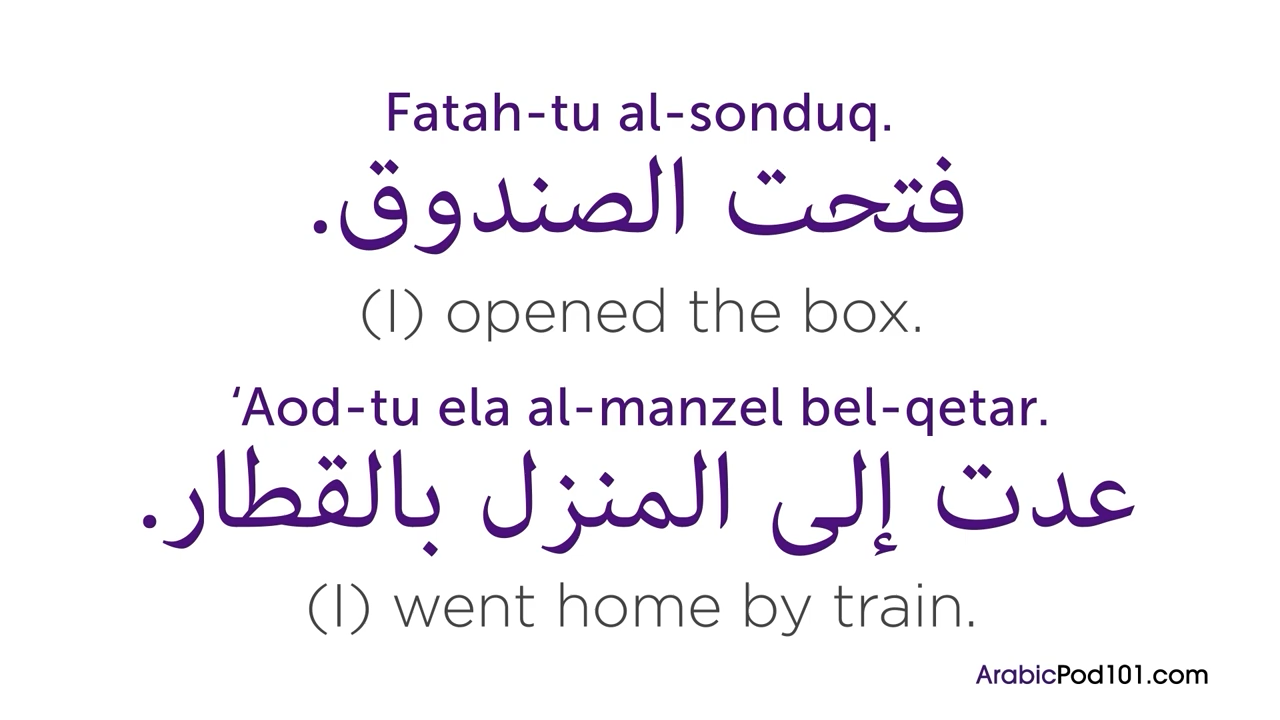 Fatah-tu al-sonduq.
فتحت الصندوق.
(I) opened the box.
‘Aod-tu ela al-manzel bel-qetar.
عدت إلى المنزل بالقطار.
(I) went home by train.
ArabicPod101.com